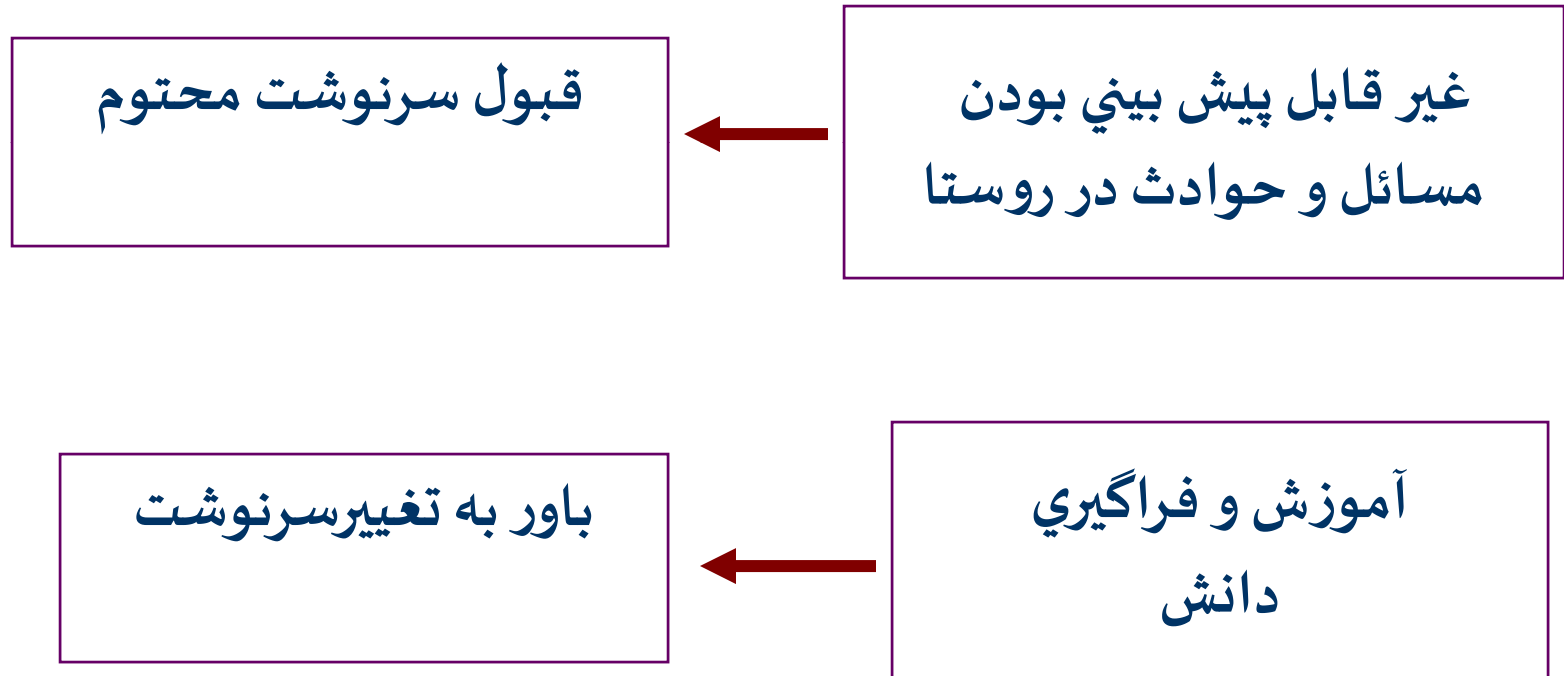 غير قابل پيش بيني بودن
مسائل و حوادث در روستا
قبول سرنوشت محتوم
آموزش و فراگيري
دانش
باور به تغييرسرنوشت